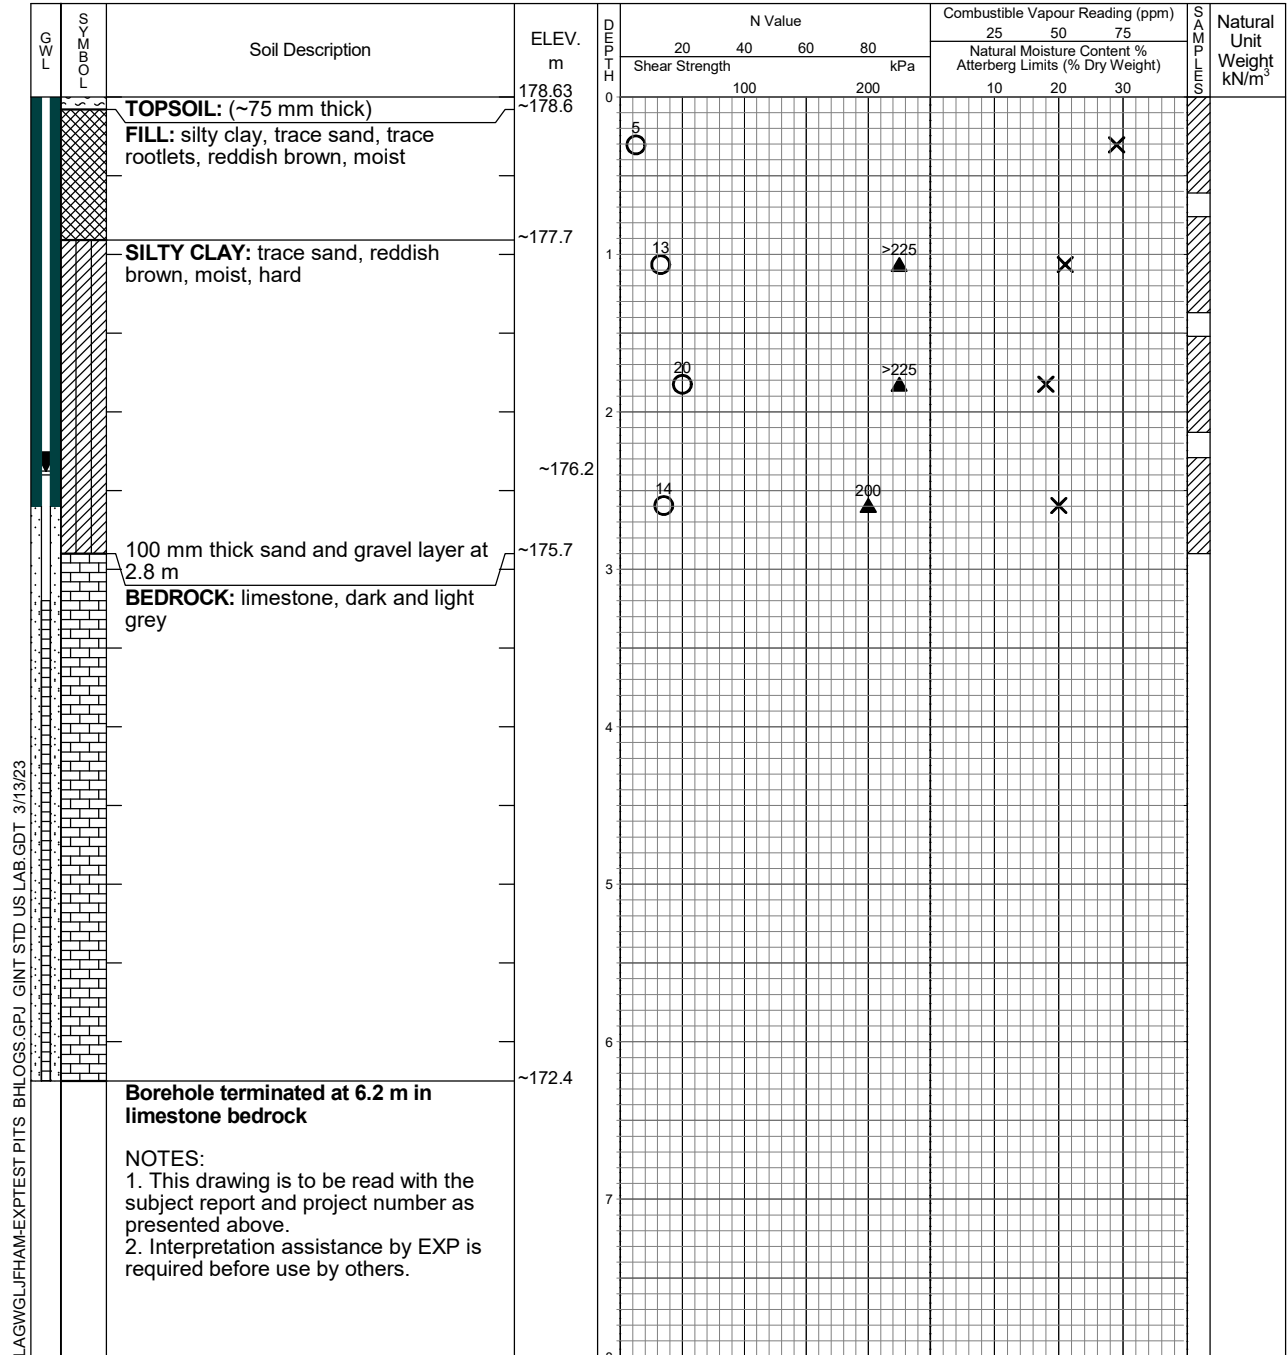 GWL
SYMBOL
Soil Description
ELEV.
m
DEPTH
N Value
20 40 60 80
Shear Strength kPa
100 200
Combustible Vapour Reading (ppm)
25 50 75
Natural Moisture Content %
Atterberg Limits (% Dry Weight)
10 20 30
SAMPLES
Natural
Unit
Weight
kN/m³
178.63
0
TOPSOIL: (~75 mm thick)
~178.6
FILL: silty clay, trace sand, trace
rootlets, reddish brown, moist
5
~177.7
SILTY CLAY: trace sand, reddish
brown, moist, hard
1
13
>225
20
>225
2
~176.2
14
200
100 mm thick sand and gravel layer at
2.8 m
~175.7
3
BEDROCK: limestone, dark and light
grey
4
5
6
~172.4
Borehole terminated at 6.2 m in
limestone bedrock
NOTES:
1. This drawing is to be read with the
subject report and project number as
presented above.
2. Interpretation assistance by EXP is
required before use by others.
7
LAGWGLJFHAM-EXPTEST PITS BHLOGS.GPJ GINT STD US LAB.GDT 3/13/23